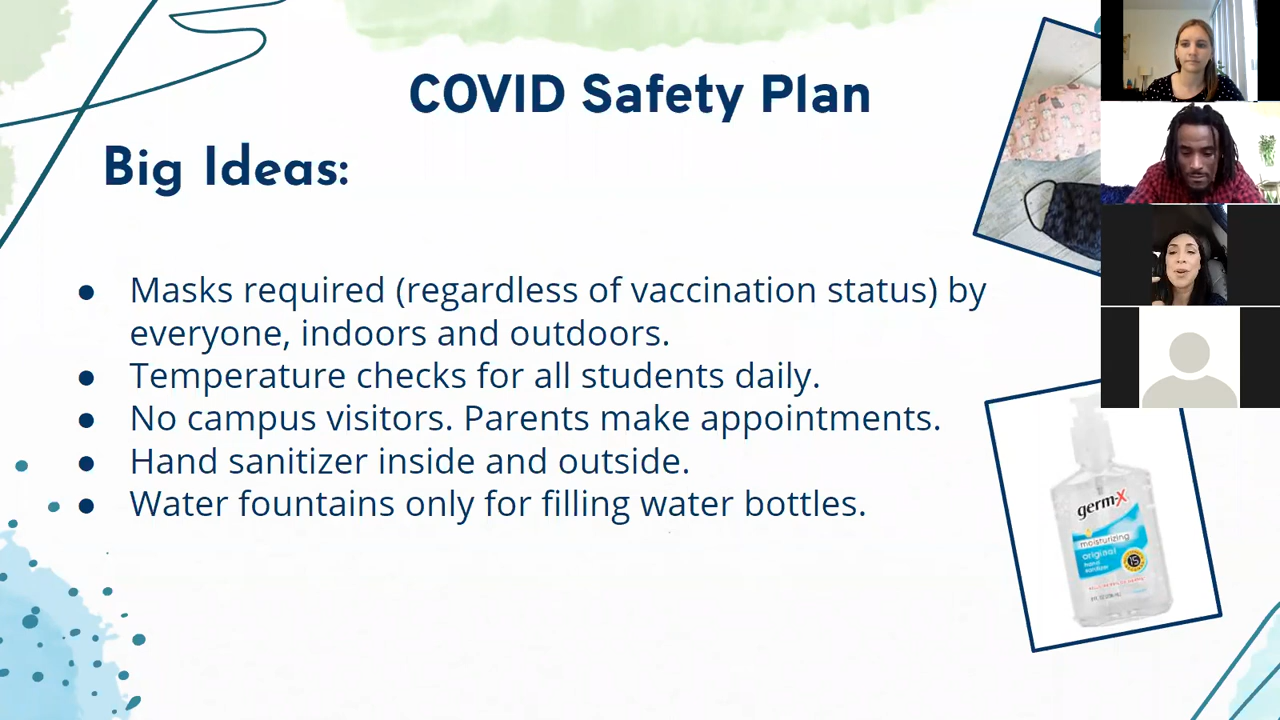 COVID Safety Plan
Big Ideas:
● Masks required (regardless of vaccination status) by
everyone, indoors and outdoors.
● Temperature checks for all students daily.
● No campus visitors. Parents make appointments.
● Hand sanitizer inside and outside.
● Water fountains only for filling water bottles.
germ-x
moisturizing
original
hand
sanitizer